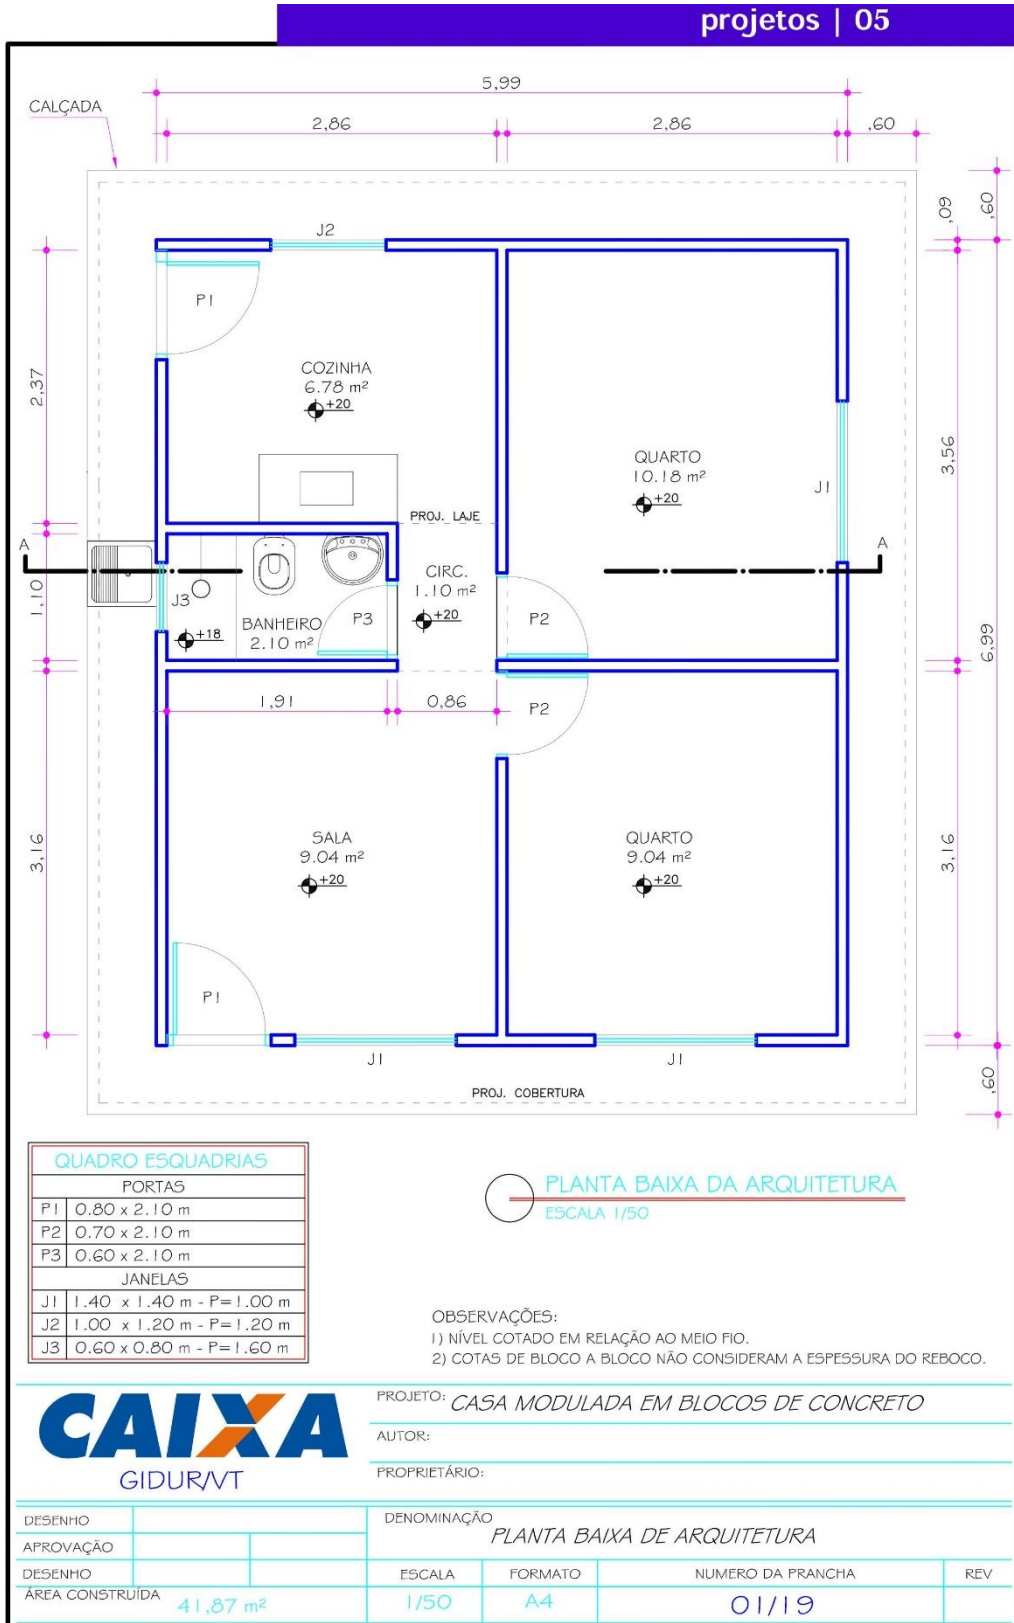 projetos | 05
5,99
CALÇADA
2,86
2,86
,60
,09
,60
J2
P1
COZINHA
6.78 m²
+20
2,37
QUARTO
10.18 m²
+20
3,56
J1
PROJ. LAJE
A
A
CIRC.
1.10 m²
+20
1,10
J3
BANHEIRO
2.10 m²
+18
P3
P2
6,99
1,91
0,86
P2
SALA
9.04 m²
+20
QUARTO
9.04 m²
+20
3,16
3,16
P1
J1
J1
PROJ. COBERTURA
,60
QUADRO ESQUADRIAS
PORTAS
P1 0.80 x 2.10 m
P2 0.70 x 2.10 m
P3 0.60 x 2.10 m
JANELAS
J1 1.40 x 1.40 m - P=1.00 m
J2 1.00 x 1.20 m - P=1.20 m
J3 0.60 x 0.80 m - P=1.60 m
PLANTA BAIXA DA ARQUITETURA
ESCALA 1/50
OBSERVAÇÕES:
1) NÍVEL COTADO EM RELAÇÃO AO MEIO FIO.
2) COTAS DE BLOCO A BLOCO NÃO CONSIDERAM A ESPESSURA DO REBOCO.
CAIXA
GIDUR/VT
PROJETO: CASA MODULADA EM BLOCOS DE CONCRETO
AUTOR:
PROPRIETÁRIO:
DESENHO
APROVAÇÃO
DESENHO
ÁREA CONSTRUÍDA 41,87 m²
DENOMINAÇÃO
PLANTA BAIXA DE ARQUITETURA
ESCALA
1/50
FORMATO
A4
NUMERO DA PRANCHA
01/19
REV